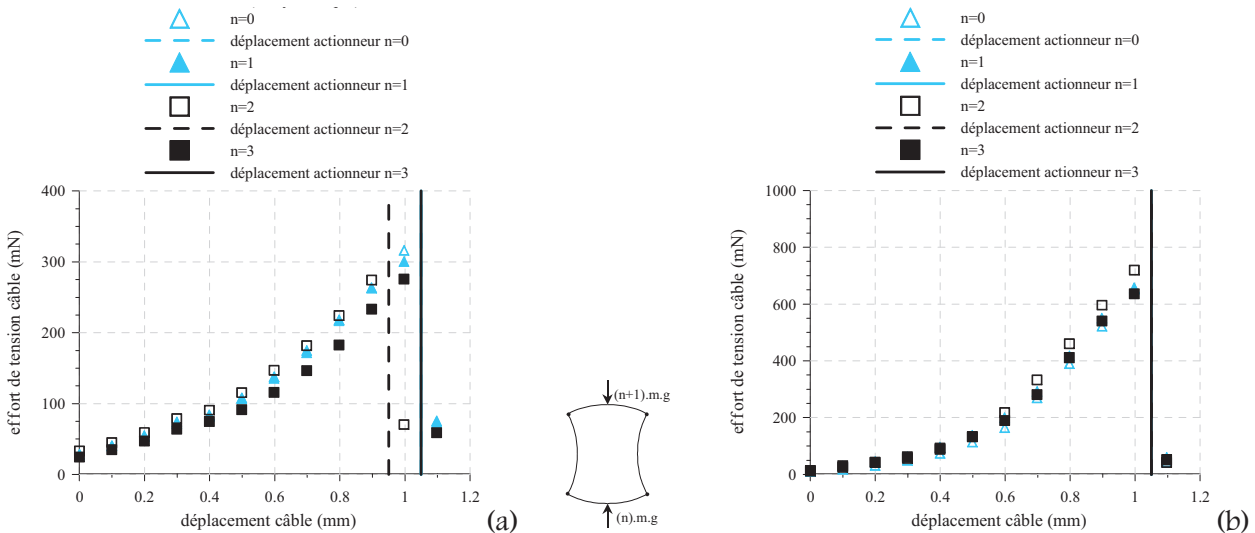 n=0
déplacement actionneur n=0
n=1
déplacement actionneur n=1
n=2
déplacement actionneur n=2
n=3
déplacement actionneur n=3
400
300
200
100
0
effort de tension câble (mN)
0
0.2
0.4
0.6
0.8
1
1.2
déplacement câble (mm)
(a)
(n+1).m.g
(n).m.g
n=0
déplacement actionneur n=0
n=1
déplacement actionneur n=1
n=2
déplacement actionneur n=2
n=3
déplacement actionneur n=3
1000
800
600
400
200
0
effort de tension câble (mN)
0
0.2
0.4
0.6
0.8
1
1.2
déplacement câble (mm)
(b)